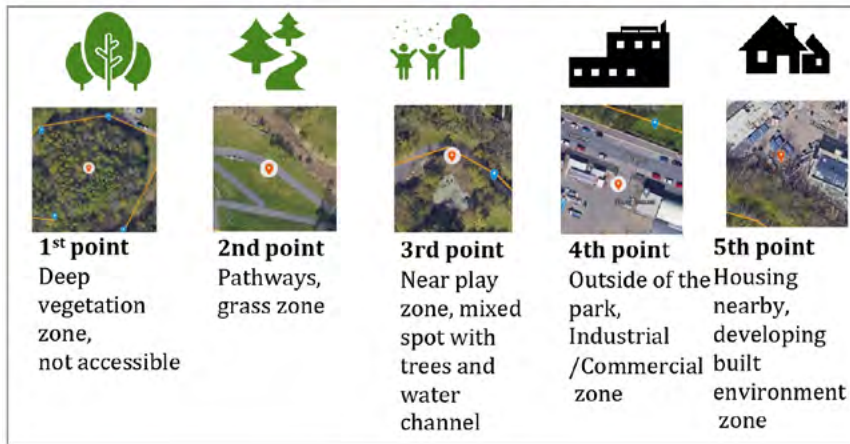 1st point
Deep
vegetation
zone,
not accessible
2nd point
Pathways,
grass zone
3rd point
Near play
zone, mixed
spot with
trees and
water
channel
4th point
Outside of the
park,
Industrial
/Commercial
zone
5th point
Housing
nearby,
developing
built
environment
zone